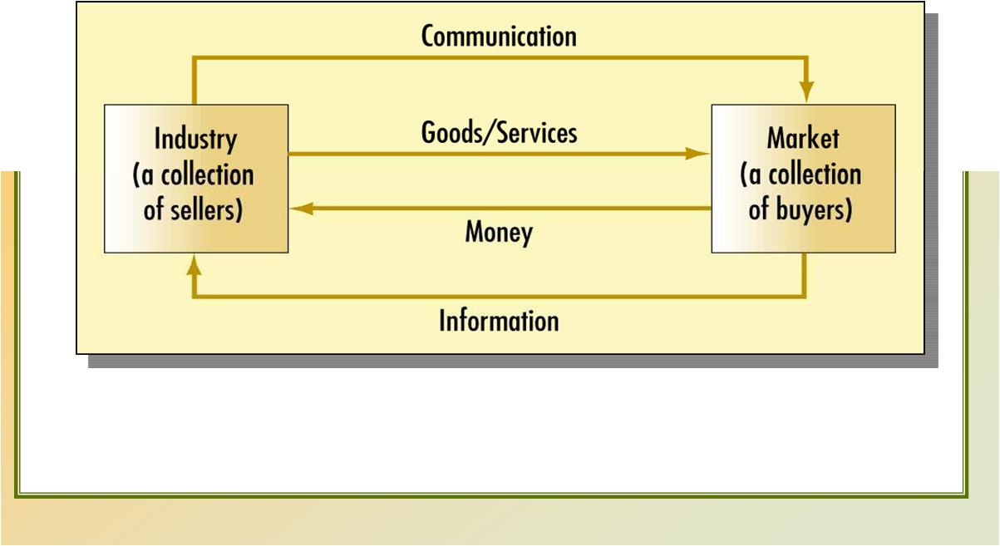 Communication
Industry
(a collection
of sellers)
Goods/Services
Money
Market
(a collection
of buyers)
Information